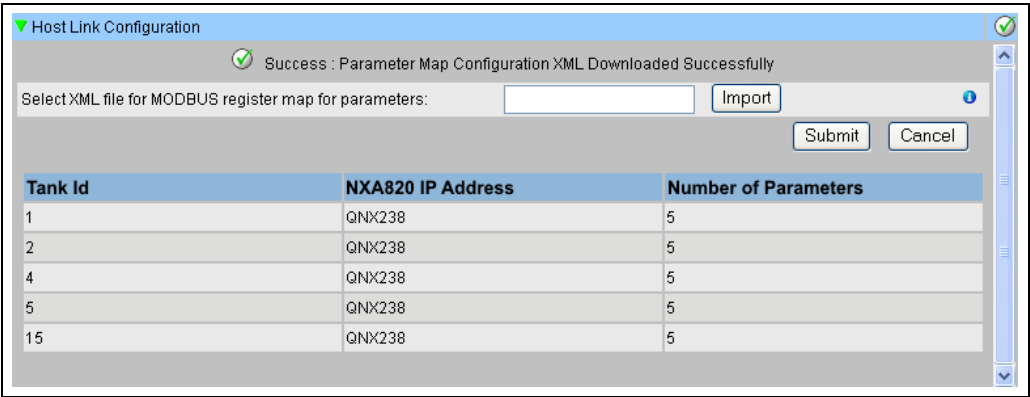 Host Link Configuration
Success : Parameter Map Configuration XML Downloaded Successfully
Select XML file for MODBUS register map for parameters: Import
Submit Cancel
Tank Id NXA820 IP Address Number of Parameters
1 QNX238 5
2 QNX238 5
4 QNX238 5
5 QNX238 5
15 QNX238 5